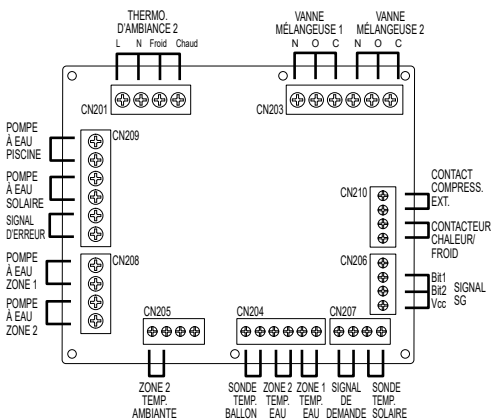 THERMO.
D'AMBIANCE 2
L N Froid Chaud
VANNE
MÉLANGEUSE 1
N O C
VANNE
MÉLANGEUSE 2
N O C
CN201
CN203
POMPE
À EAU
PISCINE
CN209
POMPE
À EAU
SOLAIRE
SIGNAL
D'ERREUR
CN210
CONTACT
COMPRESS.
EXT.
CONTACTEUR
CHALEUR/
FROID
POMPE
À EAU
ZONE 1
CN208
POMPE
À EAU
ZONE 2
CN206
Bit1
Bit2
Vcc
SIGNAL
SG
CN205
CN204
CN207
ZONE 2
TEMP.
AMBIANTE
SONDE
TEMP.
BALLON
ZONE 2
TEMP.
EAU
ZONE 1
TEMP.
EAU
SIGNAL
DE
DEMANDE
SONDE
TEMP.
SOLAIRE